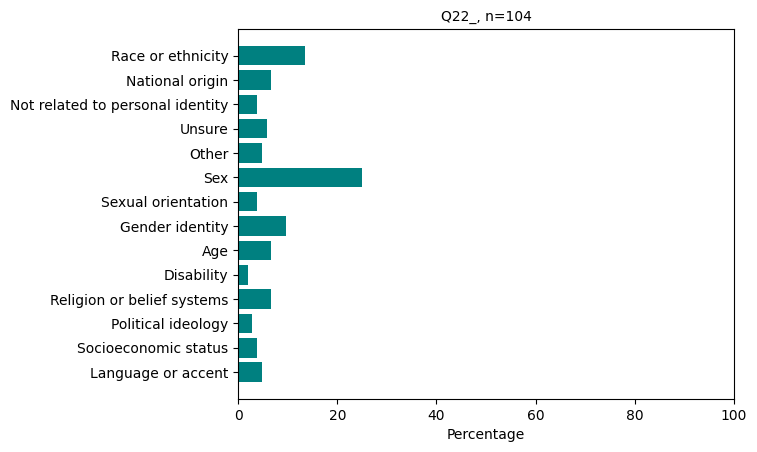 Q22_, n=104
Race or ethnicity
National origin
Not related to personal identity
Unsure
Other
Sex
Sexual orientation
Gender identity
Age
Disability
Religion or belief systems
Political ideology
Socioeconomic status
Language or accent
0 20 40 60 80 100
Percentage